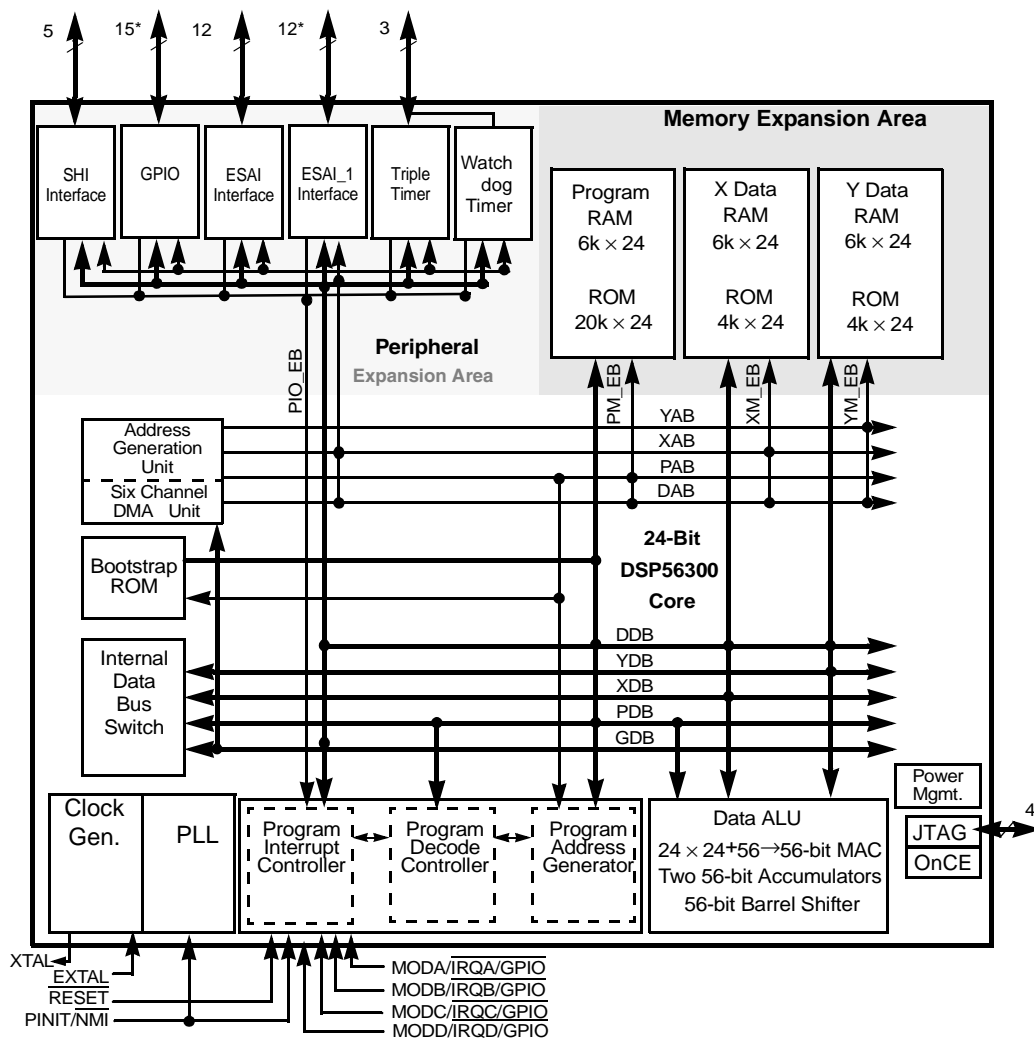 5 15* 12 12* 3
Memory Expansion Area
SHI
Interface
GPIO
ESAI
Interface
ESAI_1
Interface
Triple
Timer
Watch
dog
Timer
Program
RAM
6k × 24
ROM
20k × 24
X Data
RAM
6k × 24
ROM
4k × 24
Y Data
RAM
6k × 24
ROM
4k × 24
Peripheral
Expansion Area
PIO_EB
PM_EB
XM_EB
YM_EB
Address
Generation
Unit
Six Channel
DMA Unit
YAB
XAB
PAB
DAB
Bootstrap
ROM
24-Bit
DSP56300
Core
Internal
Data
Bus
Switch
DDB
YDB
XDB
PDB
GDB
Clock
Gen.
PLL
Program
Interrupt
Controller
Program
Decode
Controller
Program
Address
Generator
Data ALU
24 × 24+56→56-bit MAC
Two 56-bit Accumulators
56-bit Barrel Shifter
Power
Mgmt.
JTAG
OnCE
4
XTAL
EXTAL
RESET
PINIT/NMI
MODA/IRQA/GPIO
MODB/IRQB/GPIO
MODC/IRQC/GPIO
MODD/IRQD/GPIO